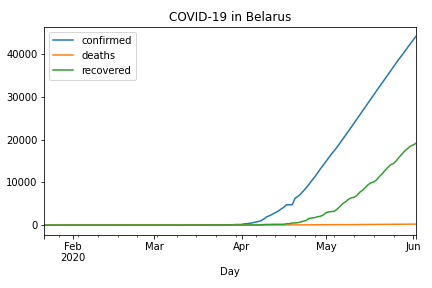 COVID-19 in Belarus
confirmed
deaths
recovered
40000
30000
20000
10000
0
Feb
2020
Mar
Apr
May
Jun
Day